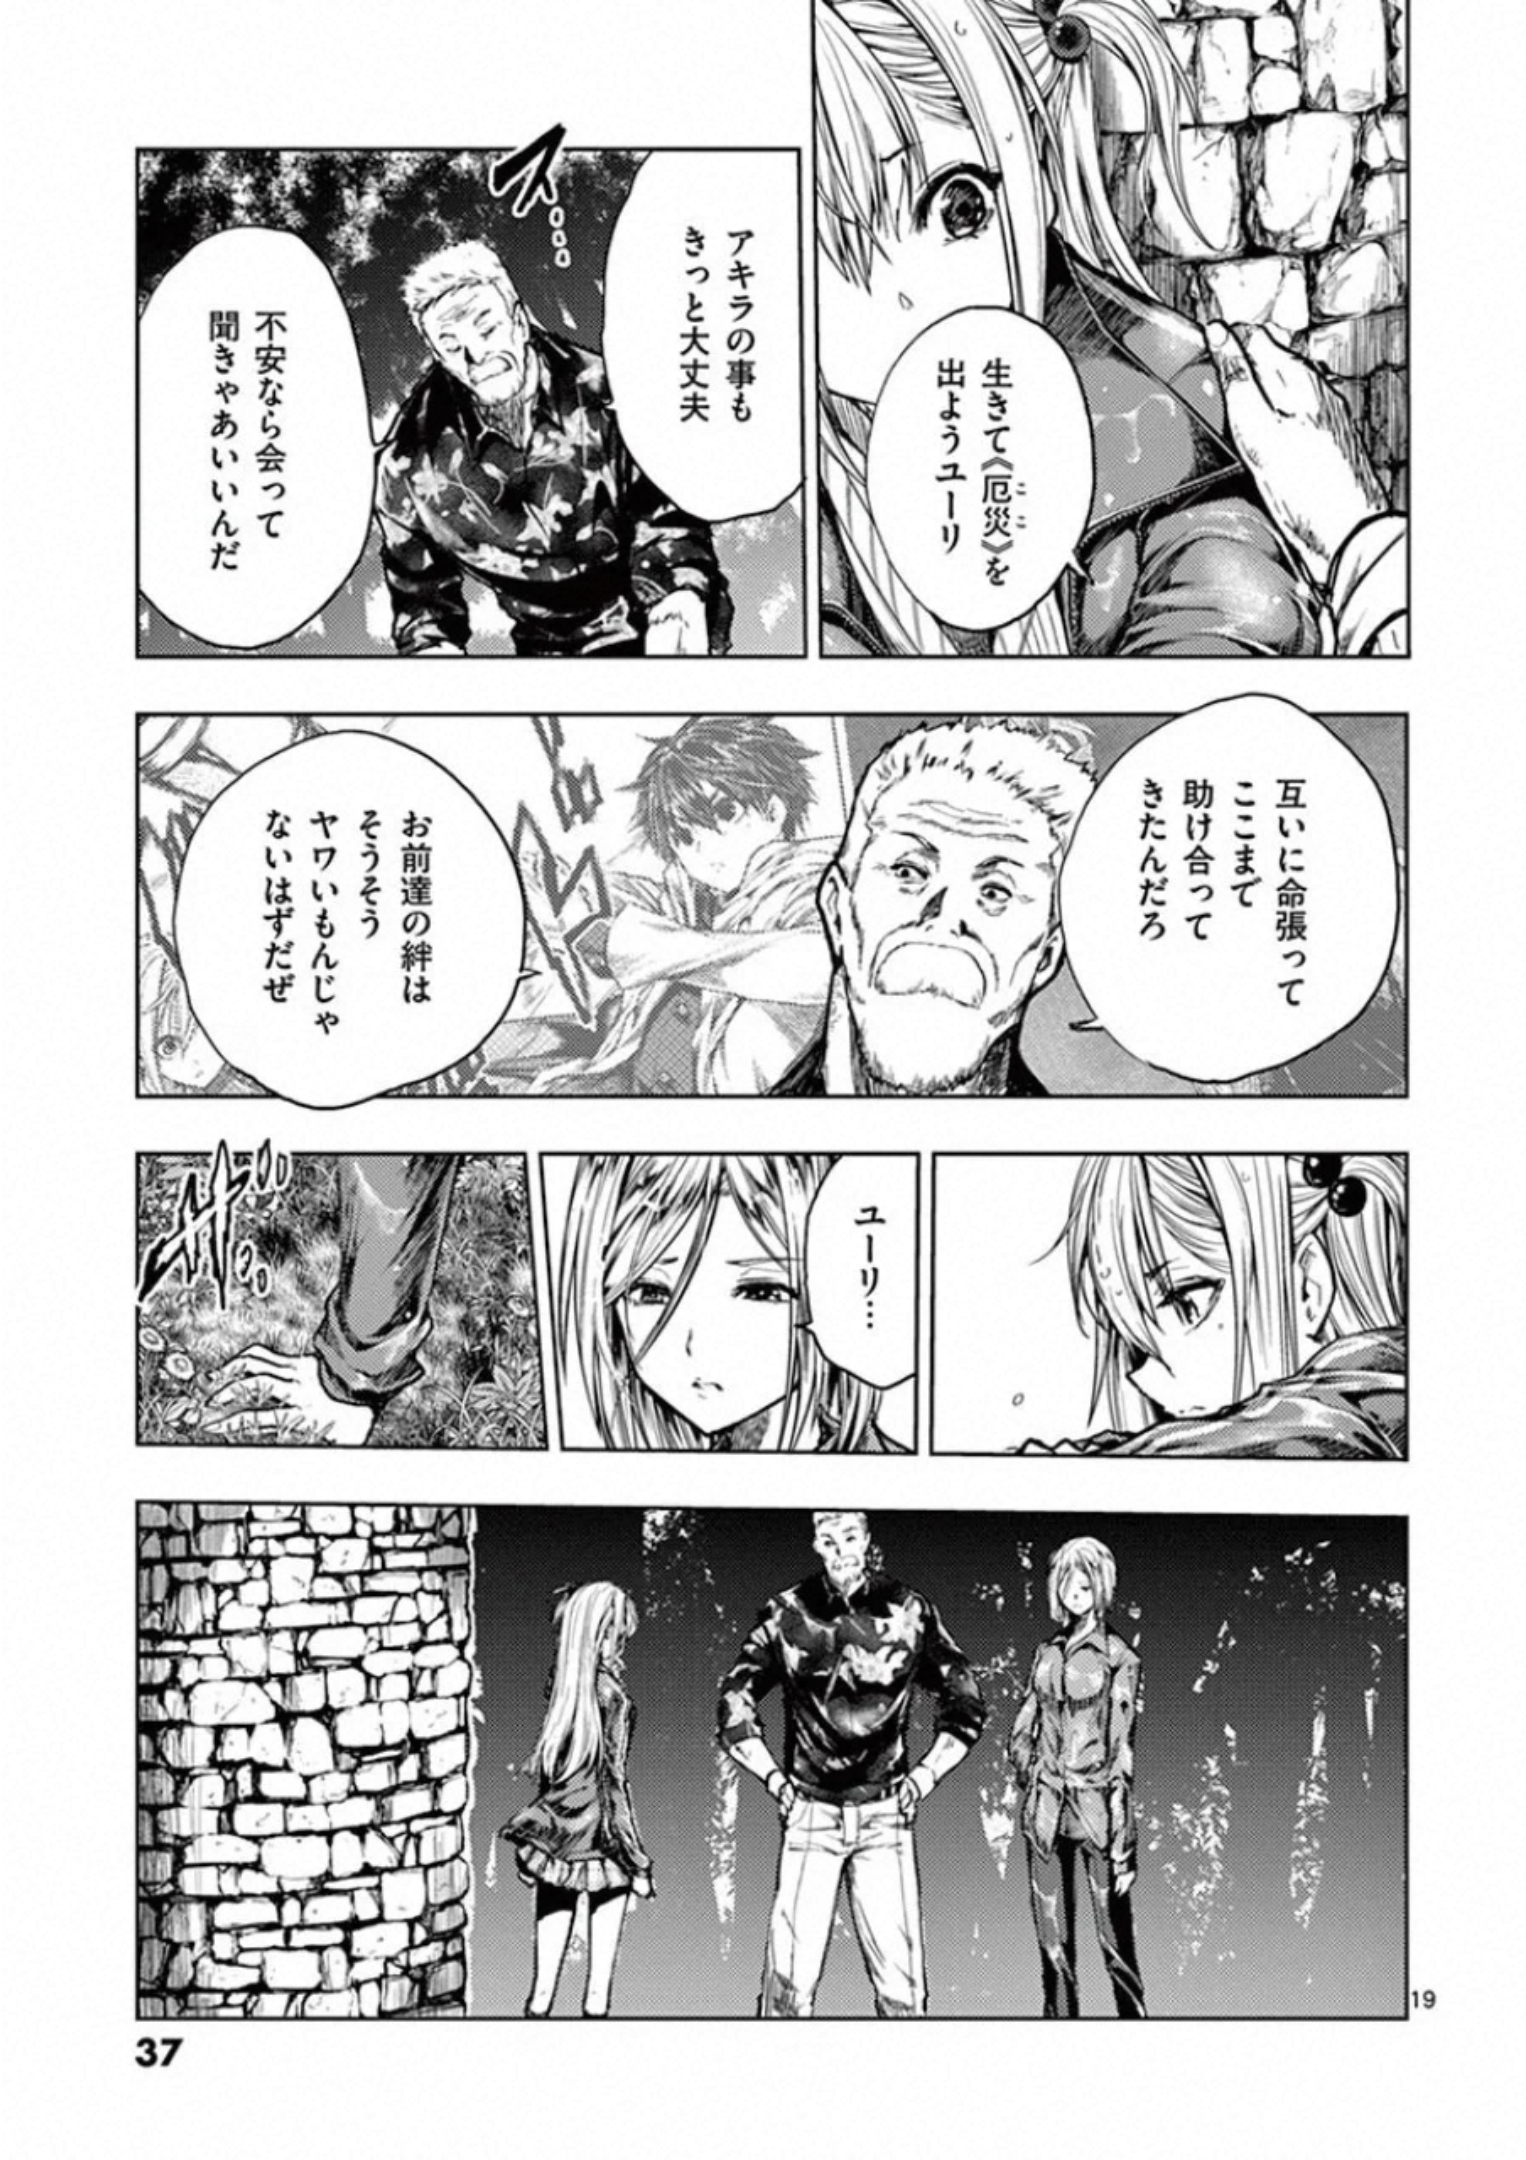 生きて《厄災》を
ここ
出ようユーリ
アキラの事も
きっと大丈夫
ス…
不安なら会って
聞きゃあいいんだ
互いに命張って
ここまで
助け合って
きたんだろ
お前達の絆は
そうそう
ヤワいもんじゃ
ないはずだぜ
ユーリ…
19
37